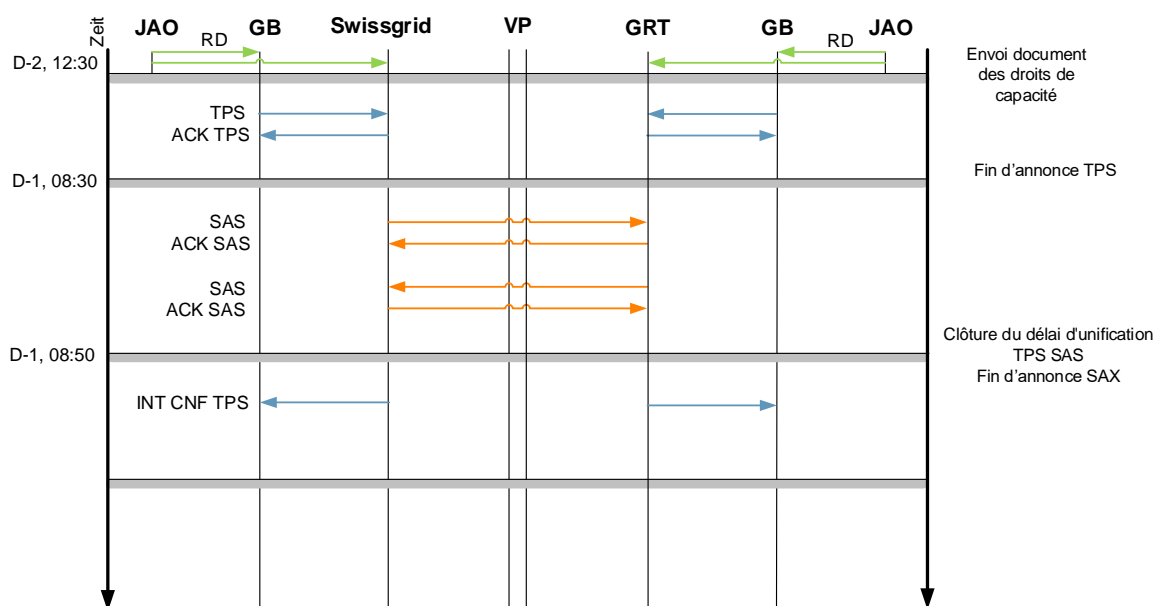 Zeit
JAO GB Swissgrid VP GRT GB JAO
RD RD
D-2, 12:30
Envoi document
des droits de
capacité
TPS
ACK TPS
D-1, 08:30
Fin d’annonce TPS
SAS
ACK SAS
SAS
ACK SAS
D-1, 08:50
Clôture du délai d'unification
TPS SAS
Fin d’annonce SAX
INT CNF TPS